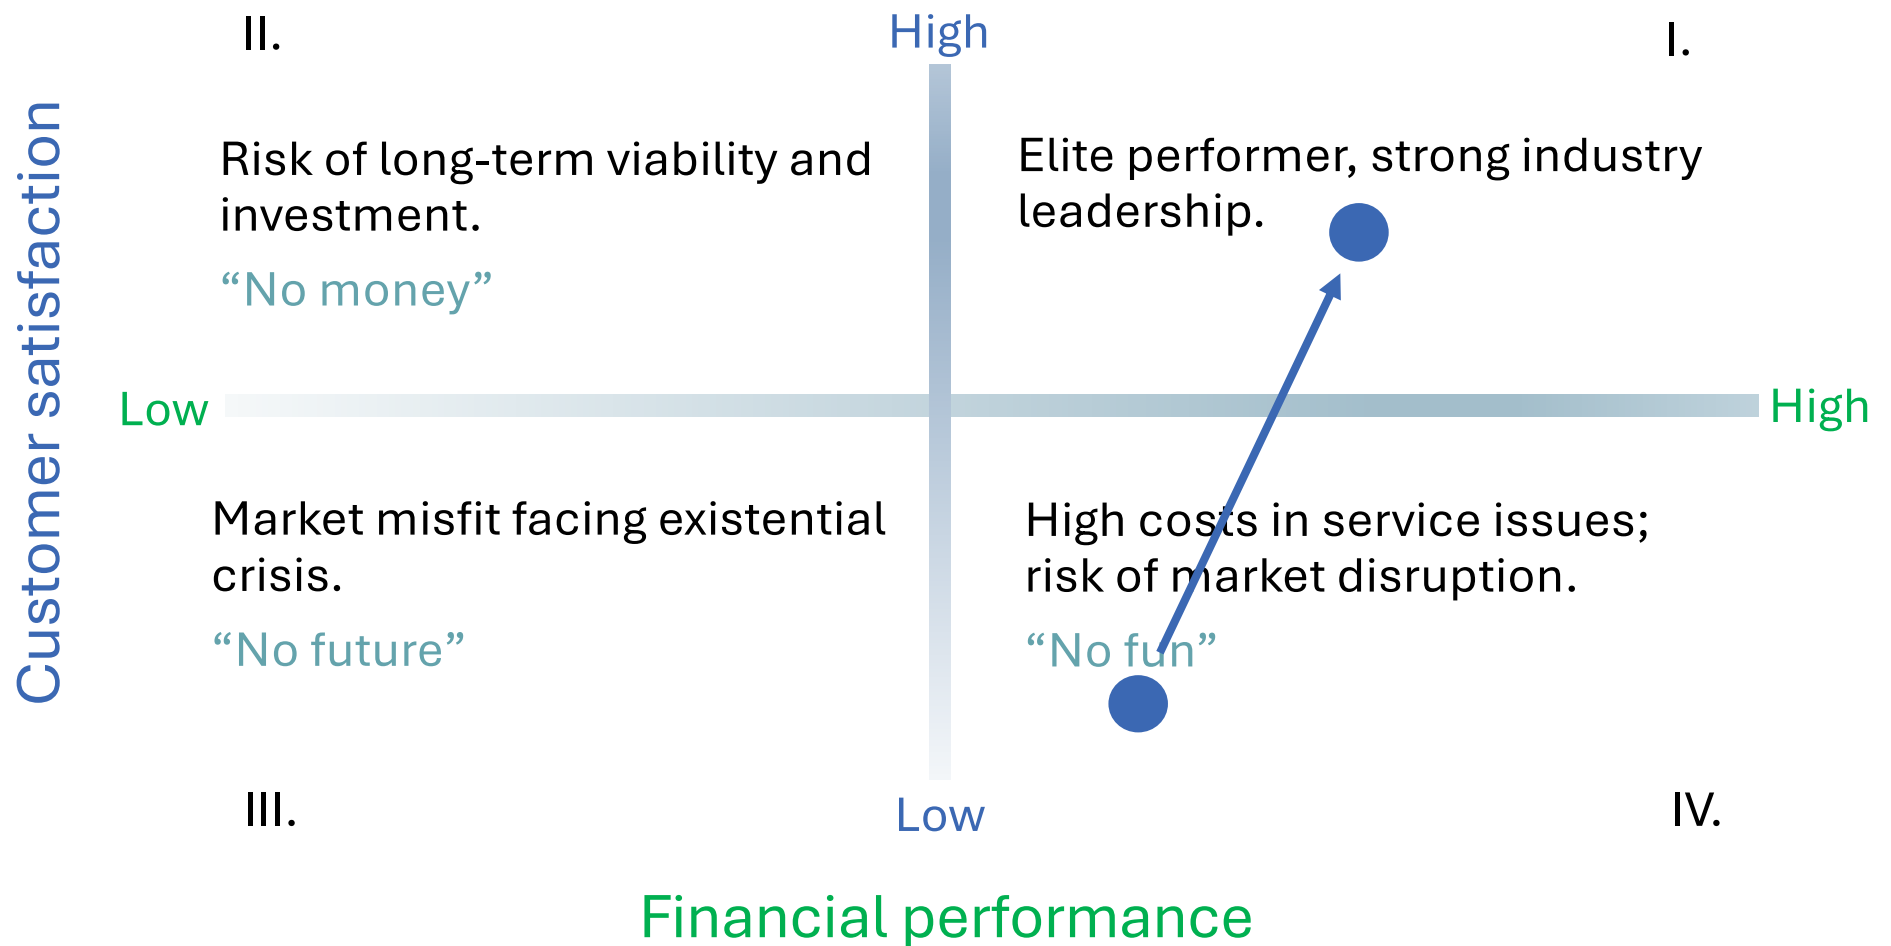 II.
High
I.
Customer satisfaction
Risk of long-term viability and
investment.
“No money”
Elite performer, strong industry
leadership.
Low
High
Market misfit facing existential
crisis.
“No future”
High costs in service issues;
risk of market disruption.
“No fun”
III.
Low
IV.
Financial performance